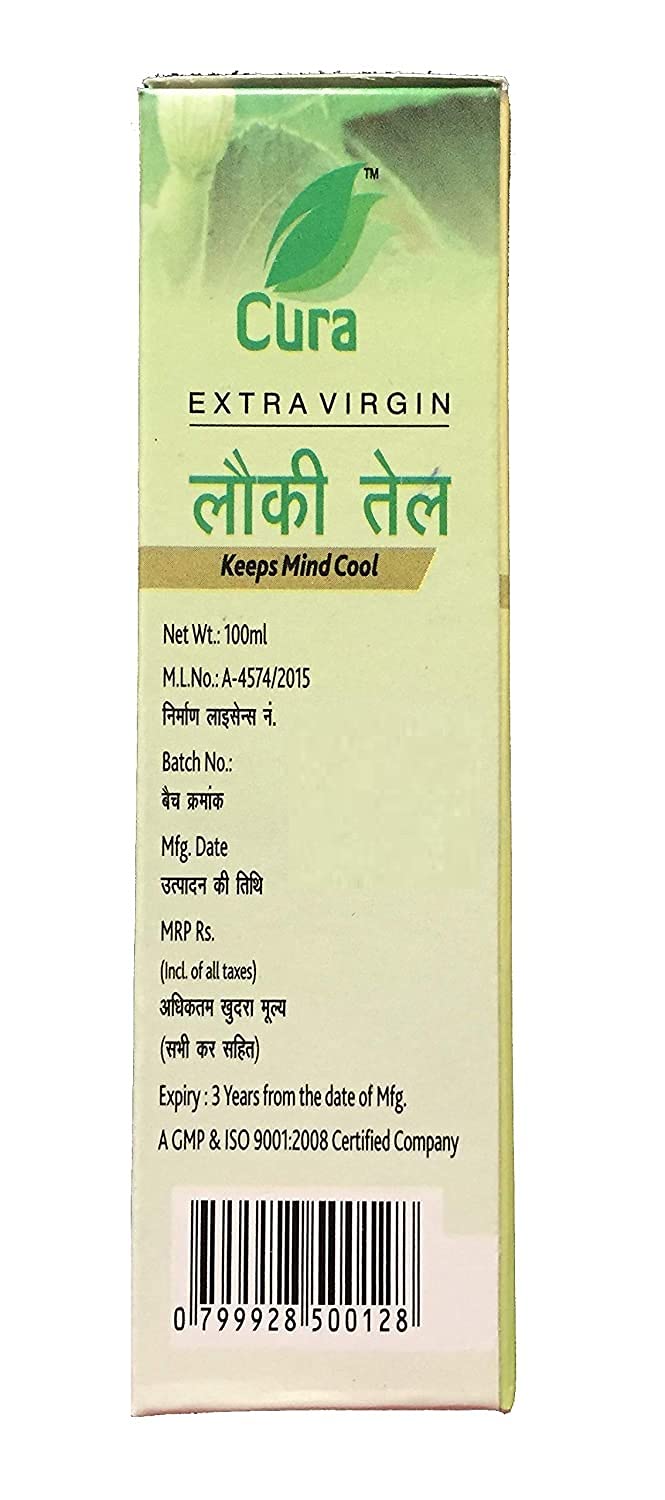 TM
Cura
EXTRA VIRGIN
लौकी तेल
Keeps Mind Cool
Net Wt.: 100ml
M.L.No.: A-4574/2015
निर्माण लाइसेन्स नं.
Batch No.:
बैच क्रमांक
Mfg. Date
उत्पादन की तिथि
MRP Rs.
(Incl. of all taxes)
अधिकतम खुदरा मूल्य
(सभी कर सहित)
Expiry : 3 Years from the date of Mfg.
A GMP & ISO 9001:2008 Certified Company
0 799928 500128